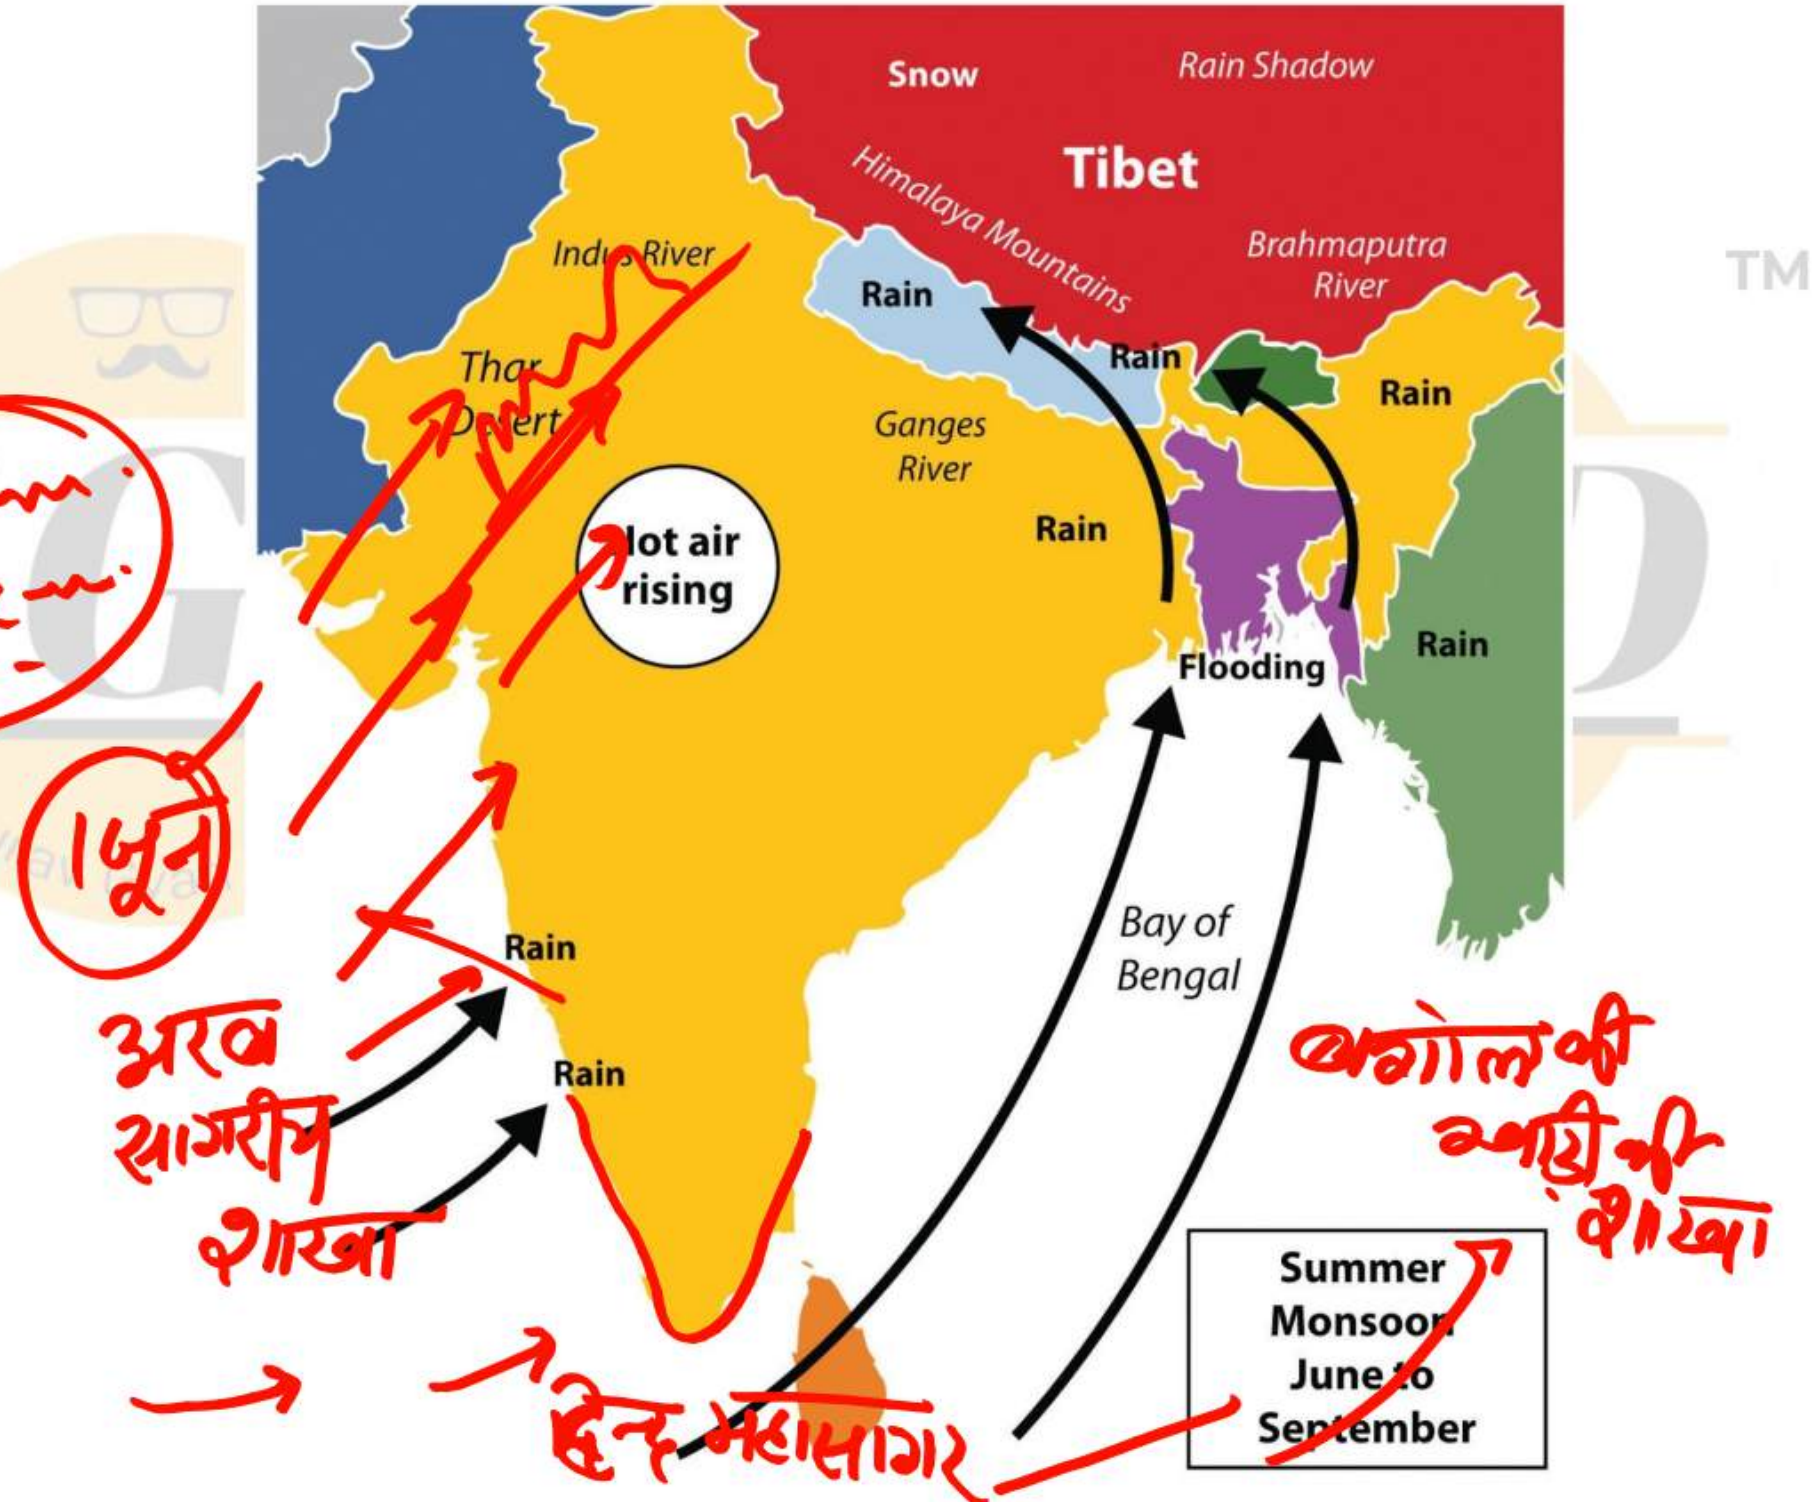 Snow
Rain Shadow
Tibet
Himalaya Mountains
Brahmaputra
River
TM
Indus River
Rain
Rain
Thar
Desert
Rain
Ganges
River
Hot air
rising
Rain
Rain
Flooding
1 जून
Rain
Bay of
Bengal
अरब
सागरीय
शाखा
Rain
बंगाल की
खाड़ी की
शाखा
Summer
Monsoon
June to
September
हिन्द महासागर